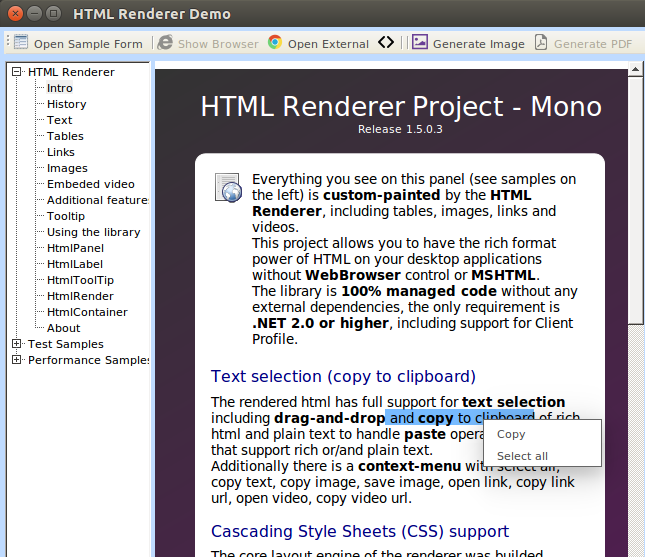 HTML Renderer Demo
Open Sample Form Show Browser Open External <> Generate Image Generate PDF
HTML Renderer
Intro
History
Text
Tables
Links
Images
Embeded video
Additional features
Tooltip
Using the library
HtmlPanel
HtmlLabel
HtmlToolTip
HtmlRender
HtmlContainer
About
Test Samples
Performance Samples
HTML Renderer Project - Mono
Release 1.5.0.3
Everything you see on this panel (see samples on
the left) is custom-painted by the HTML
Renderer, including tables, images, links and
videos.
This project allows you to have the rich format
power of HTML on your desktop applications
without WebBrowser control or MSHTML.
The library is 100% managed code without any
external dependencies, the only requirement is
.NET 2.0 or higher, including support for Client
Profile.
Text selection (copy to clipboard)
The rendered html has full support for text selection
including drag-and-drop and copy to clipboard of rich
html and plain text to handle paste opera
that support rich or/and plain text.
Additionally there is a context-menu with select all,
copy text, copy image, save image, open link, copy link
url, open video, copy video url.
Copy
Select all
Cascading Style Sheets (CSS) support
The core layout engine of the renderer was builded